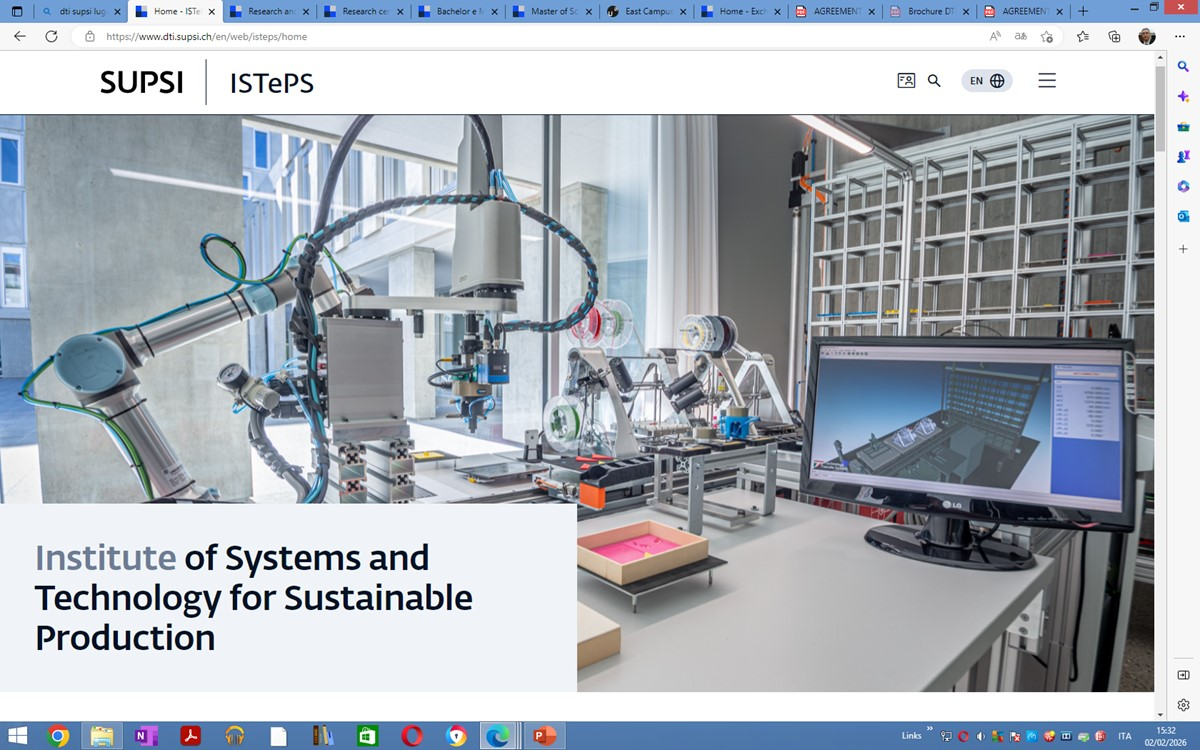 dti supsi lug
Home - ISTe
Research an
Research ce
Bachelor e M
Master of Sc
East Campus
Home - Exch
AGREEMENT
Brochure DT
AGREEMENT
https://www.dti.supsi.ch/en/web/isteps/home
SUPSI
ISTePS
EN
LG
Institute of Systems and
Technology for Sustainable
Production
Links
ITA
15:32
02/02/2026